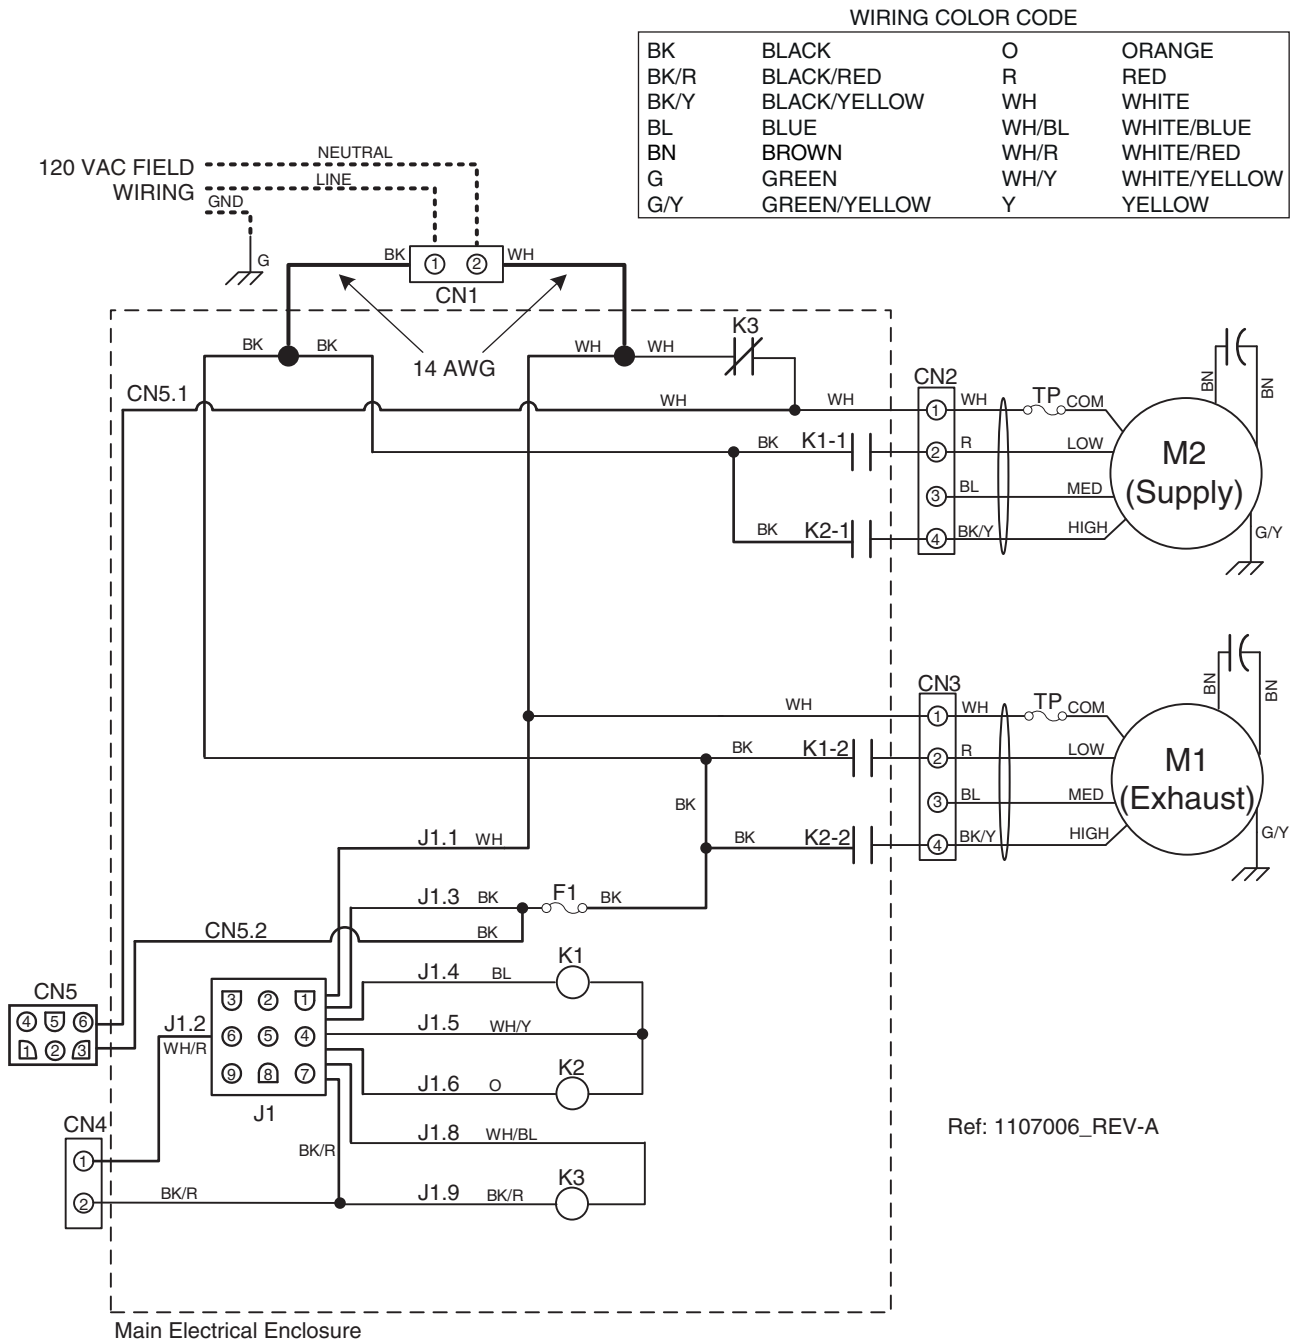 WIRING COLOR CODE
BK BLACK O ORANGE
BK/R BLACK/RED R RED
BK/Y BLACK/YELLOW WH WHITE
BL BLUE WH/BL WHITE/BLUE
BN BROWN WH/R WHITE/RED
G GREEN WH/Y WHITE/YELLOW
G/Y GREEN/YELLOW Y YELLOW
120 VAC FIELD
WIRING
NEUTRAL
LINE
GND
G
BK 1 2 WH
CN1
14 AWG
BK BK WH WH K3
CN5.1
WH WH
CN2
1 WH TP COM
BK K1-1 2 R LOW
3 BL MED
BK K2-1 4 BK/Y HIGH
BN BN
M2
(Supply)
G/Y
CN3
WH 1 WH TP COM
BK K1-2 2 R LOW
BK 3 BL MED
BK K2-2 4 BK/Y HIGH
BN BN
M1
(Exhaust)
G/Y
J1.1 WH
J1.3 BK F1 BK
CN5.2 BK
J1.4 BL K1
J1.5 WH/Y
J1.6 O K2
J1.8 WH/BL
J1.9 BK/R K3
CN5
4 5 6
1 2 3
J1.2
WH/R
3 2 1
6 5 4
9 8 7
J1
BK/R
CN4
1
2 BK/R
Ref: 1107006_REV-A
Main Electrical Enclosure